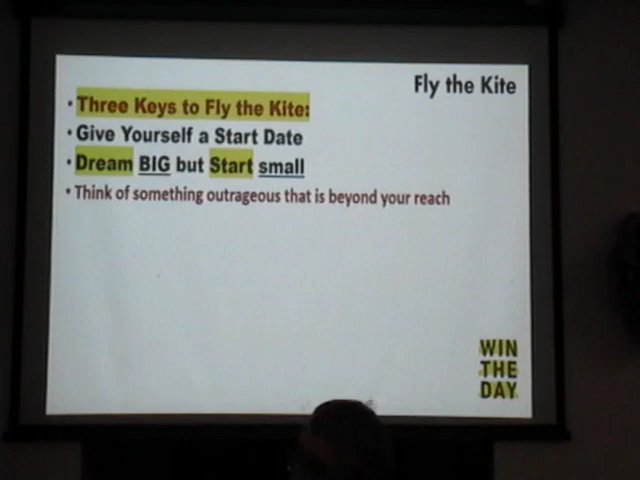 Fly the Kite
• Three Keys to Fly the Kite:
• Give Yourself a Start Date
• Dream BIG but Start small
• Think of something outrageous that is beyond your reach
WIN
THE
DAY